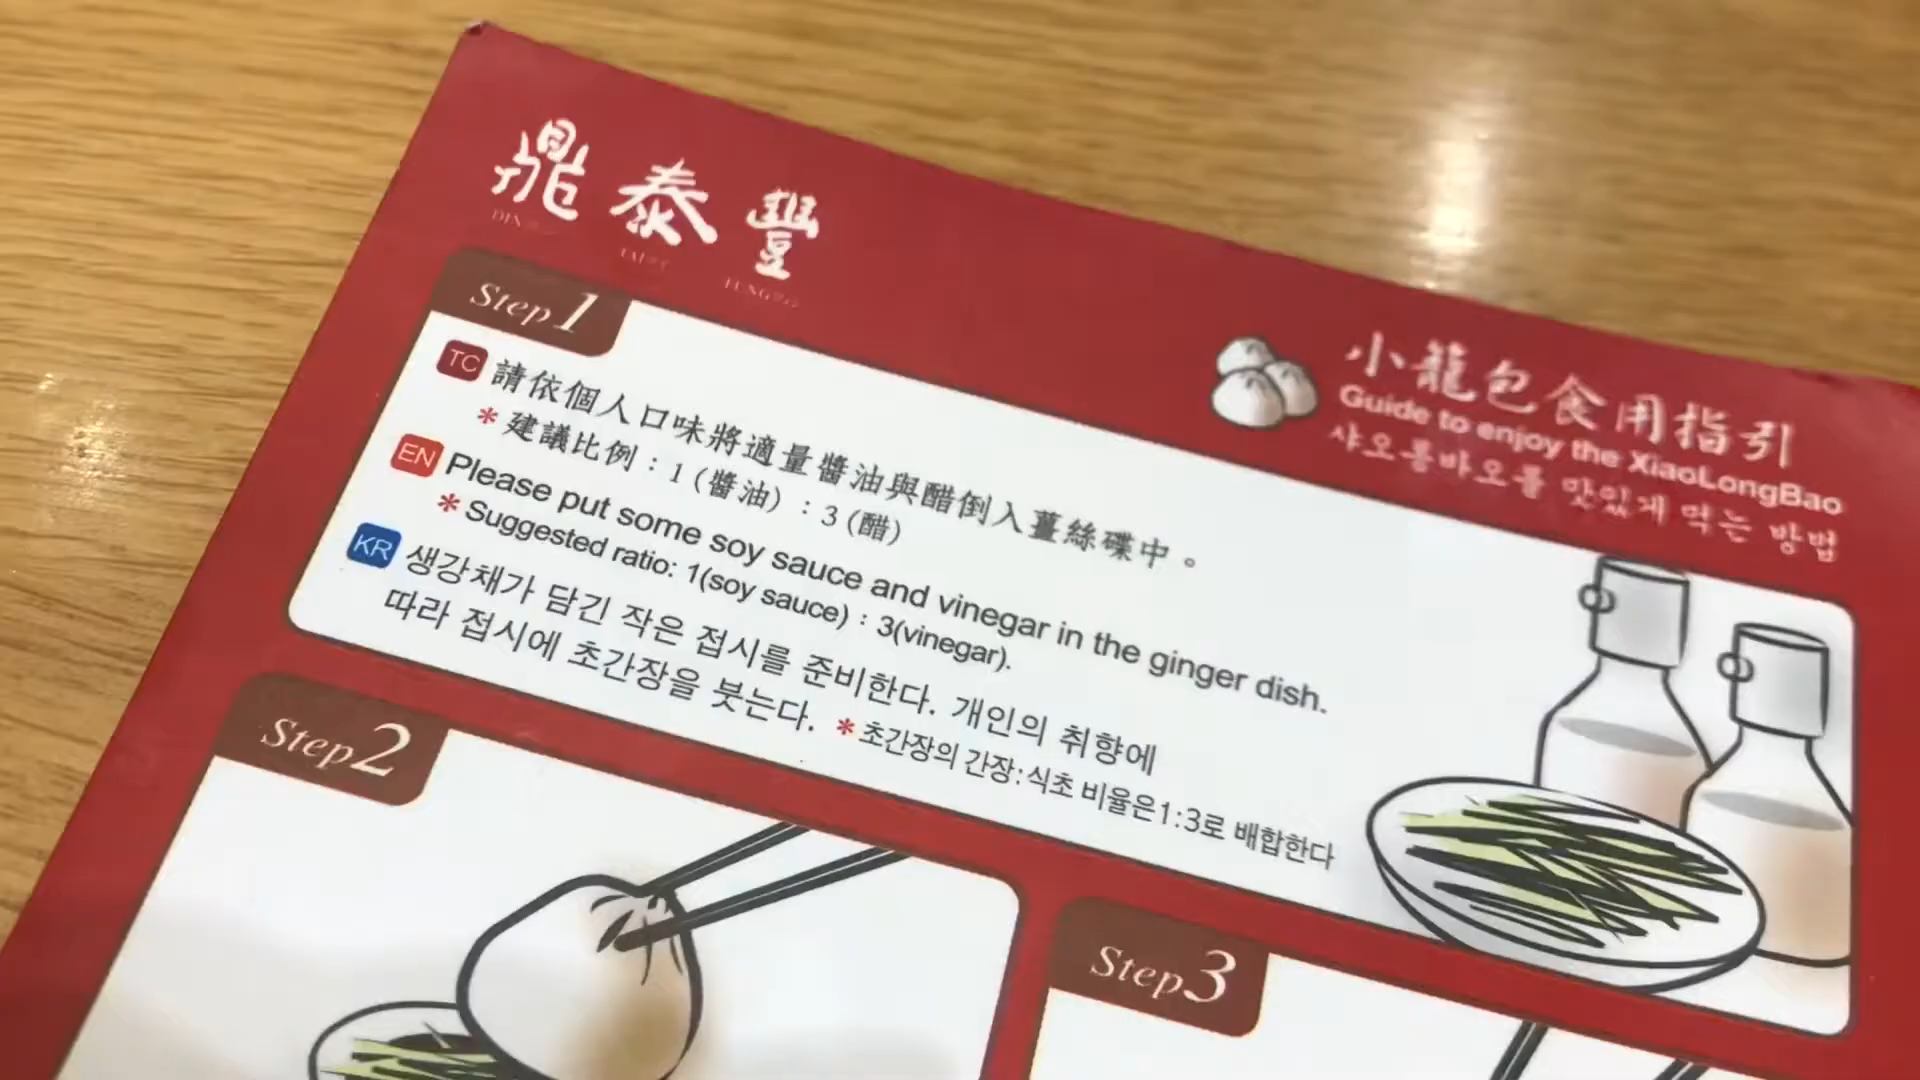 鼎泰豐
小籠包食用指引
Guide to enjoy the XiaoLongBao
샤오롱바오를 맛있게 먹는 방법
Step 1
TC 請依個人口味將適量醬油與醋倒入薑絲碟中。
* 建議比例：1（醬油）：3（醋）
EN Please put some soy sauce and vinegar in the ginger dish.
* Suggested ratio: 1(soy sauce) : 3(vinegar).
KR 생강채가 담긴 작은 접시를 준비한다. 개인의 취향에
따라 접시에 초간장을 붓는다. * 초간장의 간장:식초 비율은1:3로 배합한다
Step 2
Step 3